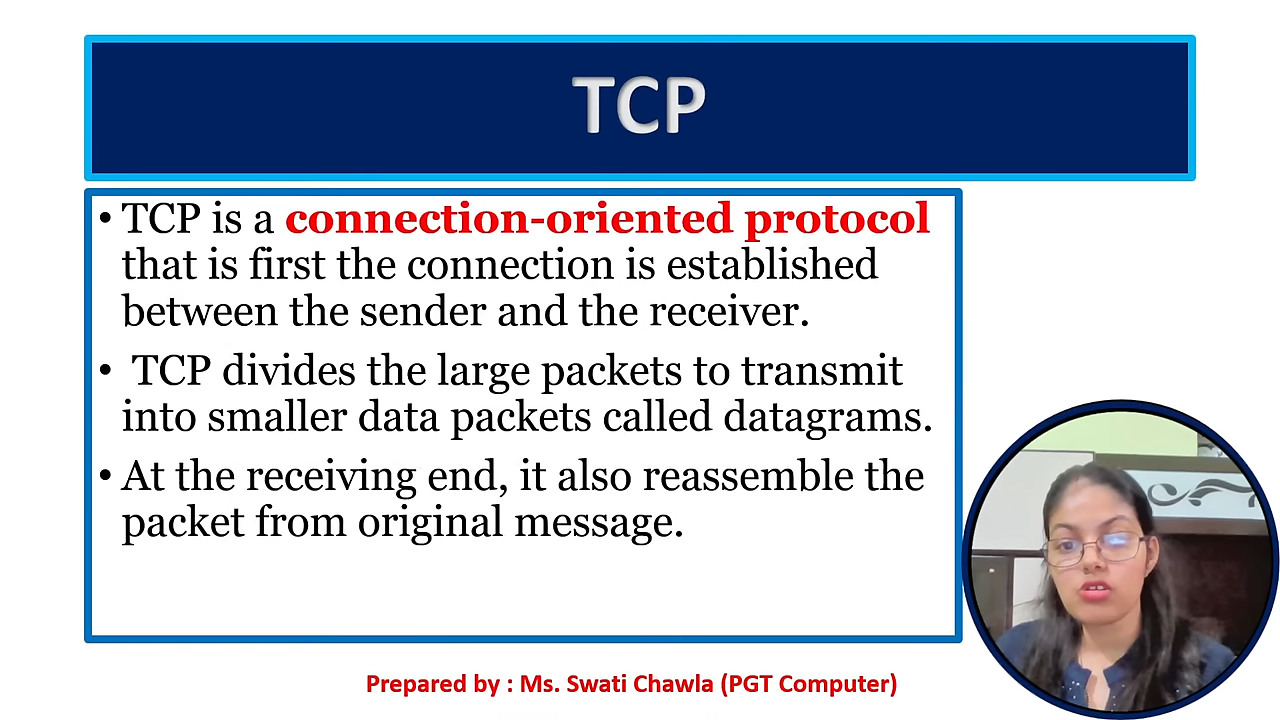 TCP
• TCP is a connection-oriented protocol
that is first the connection is established
between the sender and the receiver.
• TCP divides the large packets to transmit
into smaller data packets called datagrams.
• At the receiving end, it also reassemble the
packet from original message.
Prepared by : Ms. Swati Chawla (PGT Computer)